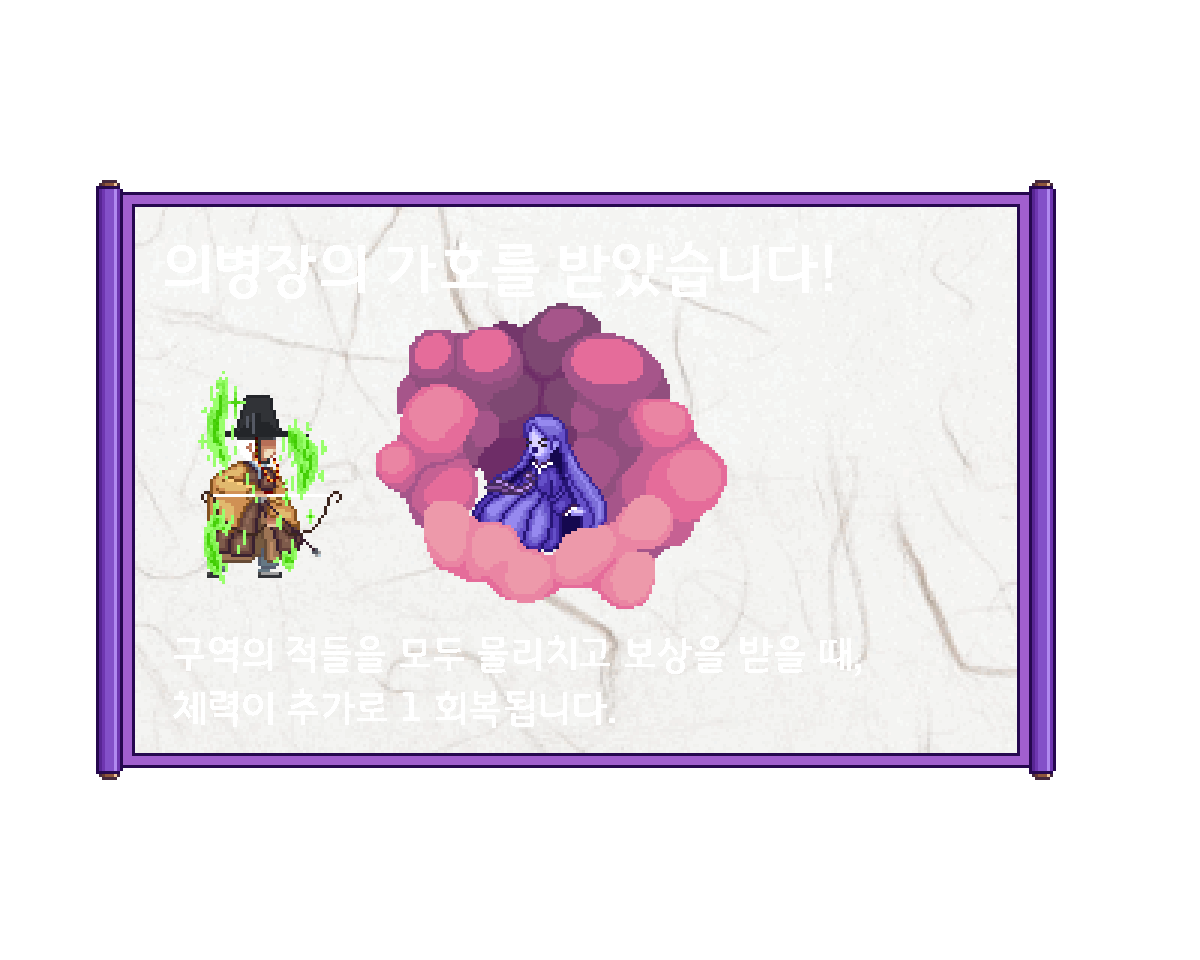 의병장의 가호를 받았습니다!
구역의 적들을 모두 물리치고 보상을 받을 때,
체력이 추가로 1 회복됩니다.